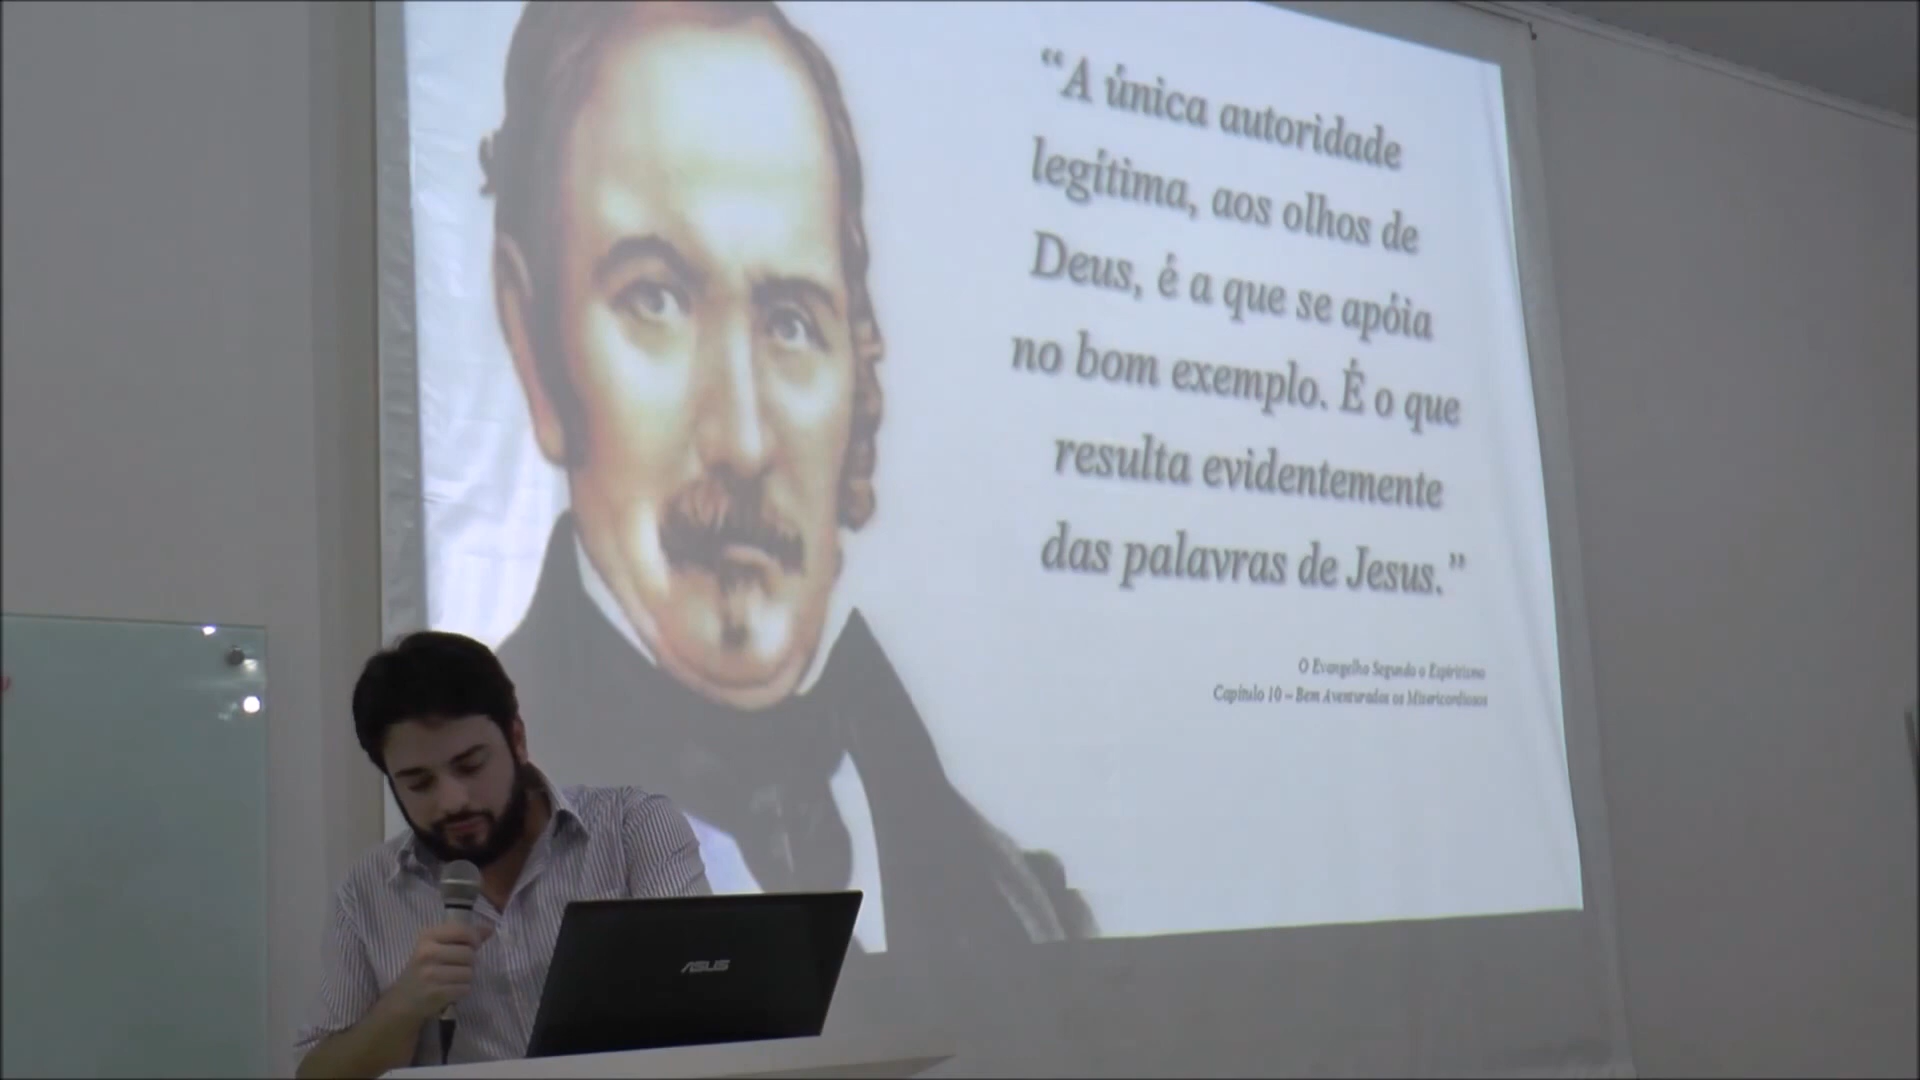 “A única autoridade
legítima, aos olhos de
Deus, é a que se apóia
no bom exemplo. É o que
resulta evidentemente
das palavras de Jesus.”
O Evangelho Segundo o Espiritismo
Capítulo 10 – Bem Aventurados os Misericordiosos
ASUS